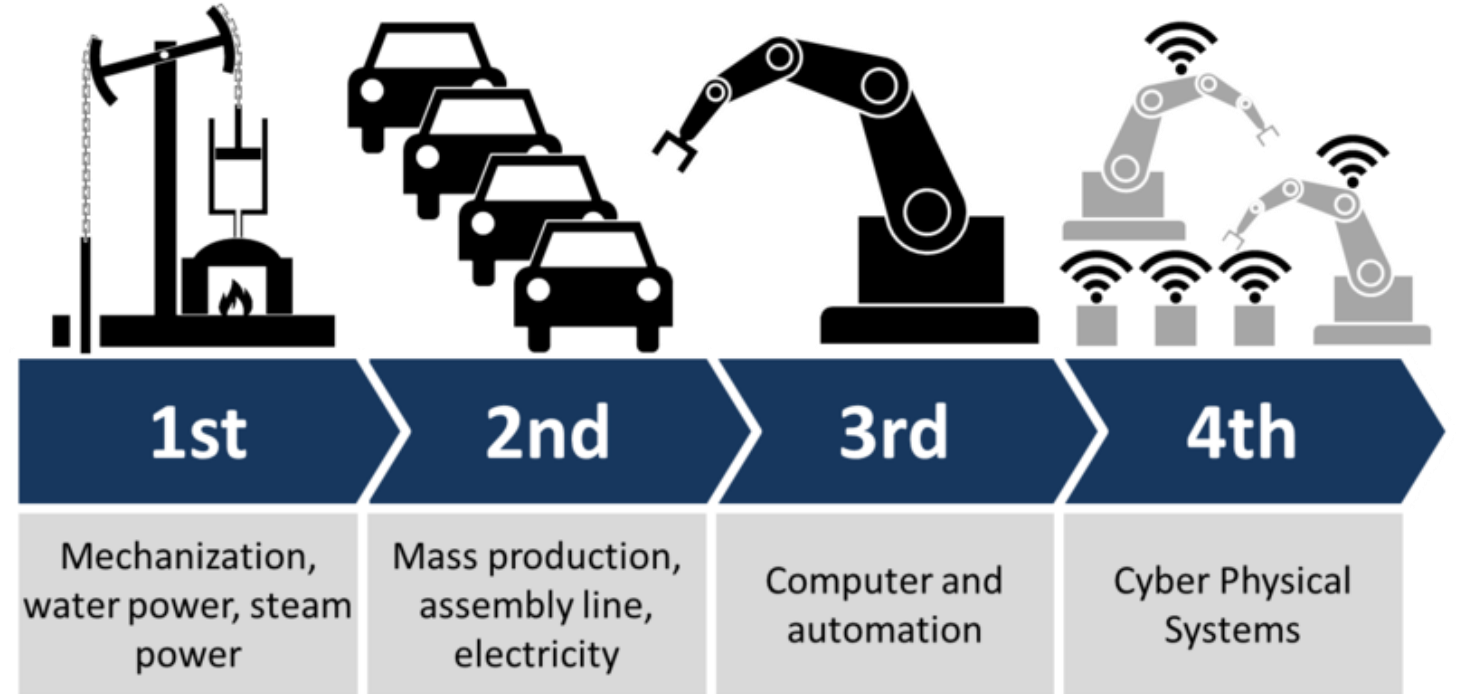 1st
2nd
3rd
4th
Mechanization,
water power, steam
power
Mass production,
assembly line,
electricity
Computer and
automation
Cyber Physical
Systems